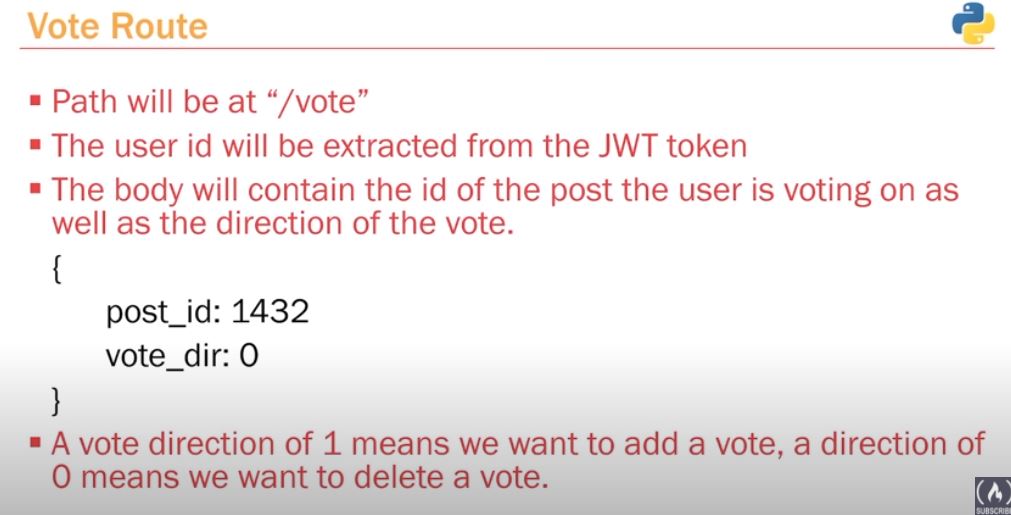 Vote Route
▪ Path will be at “/vote”
▪ The user id will be extracted from the JWT token
▪ The body will contain the id of the post the user is voting on as
well as the direction of the vote.
{
post_id: 1432
vote_dir: 0
}
▪ A vote direction of 1 means we want to add a vote, a direction of
0 means we want to delete a vote.
SUBSCRIBE